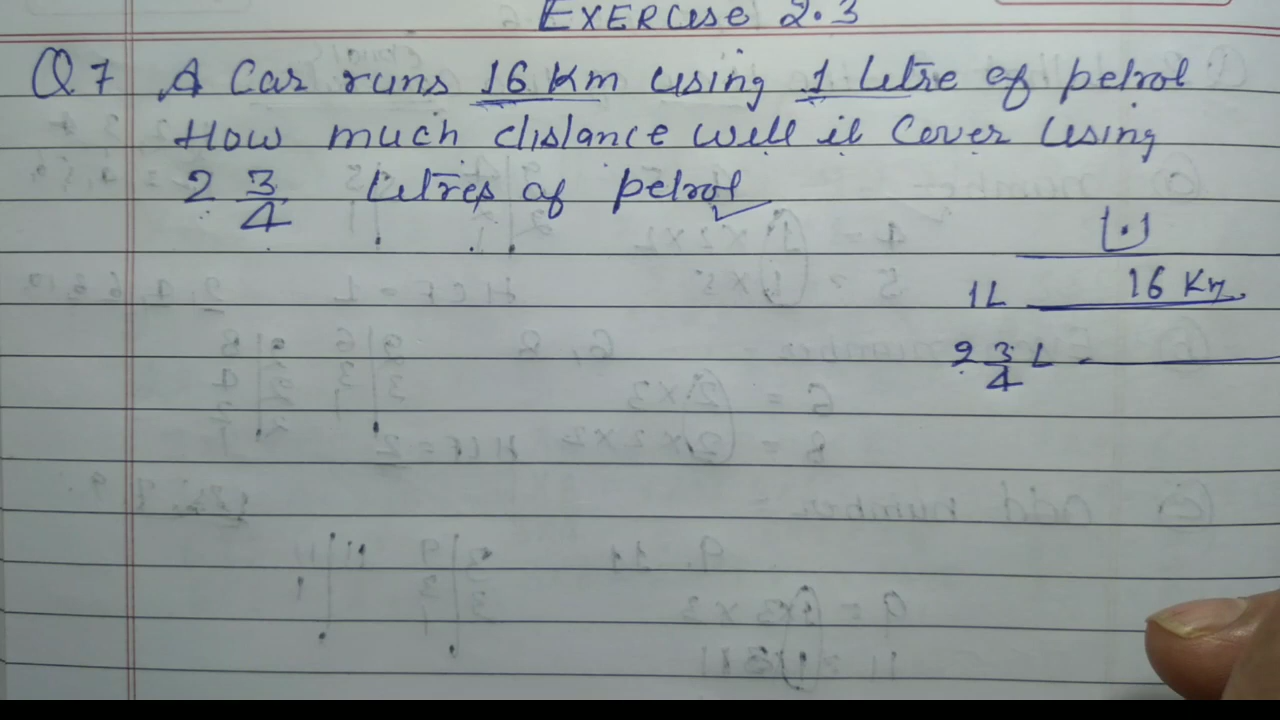 EXERCISE 2.3
Q7 A Car runs 16 Km using 1 litre of petrol
How much distance will it cover using
2 3/4 litres of petrol
1L 16 Km
2 3/4 L